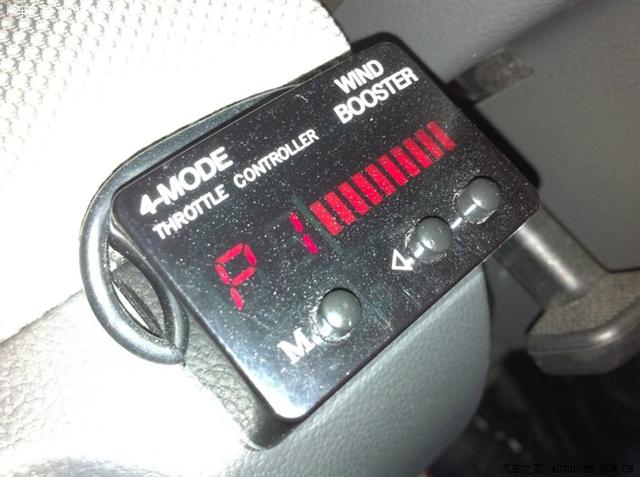 WIND
BOOSTER
4-MODE
THROTTLE CONTROLLER
P 1
M
汽车之家 AUTOHOME.COM.CN